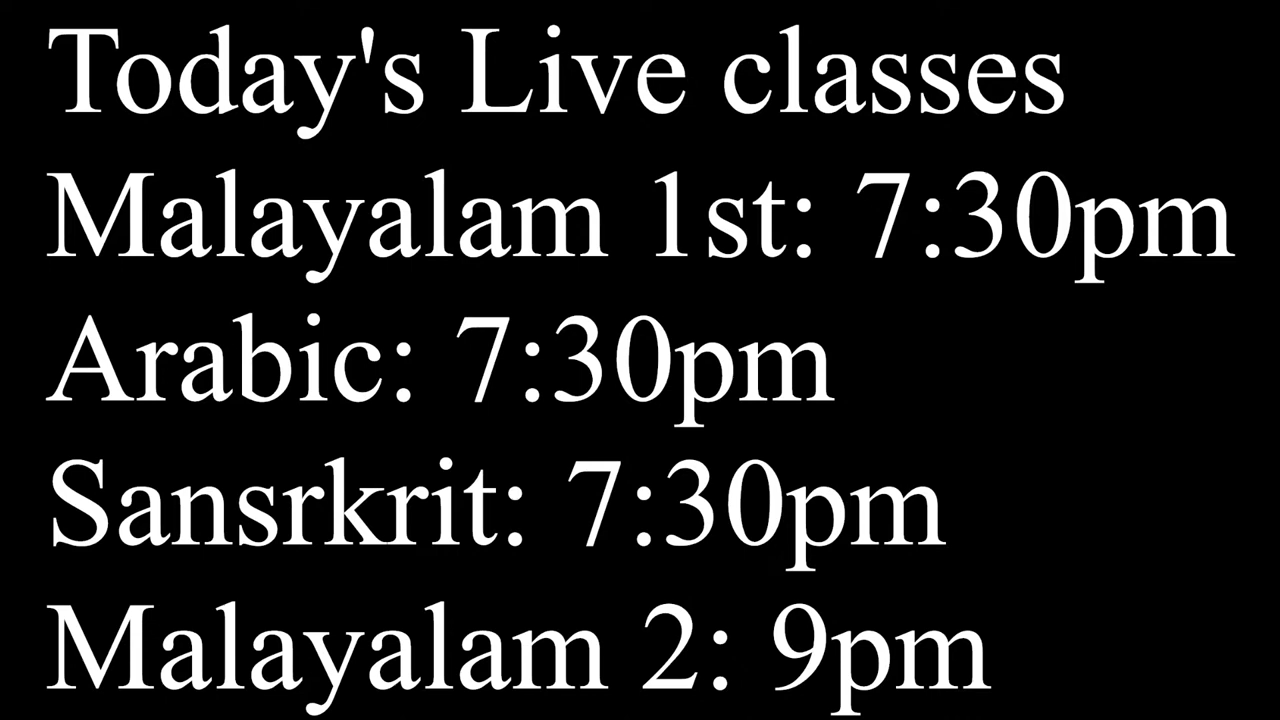 Today's Live classes
Malayalam 1st: 7:30pm
Arabic: 7:30pm
Sansrkrit: 7:30pm
Malayalam 2: 9pm